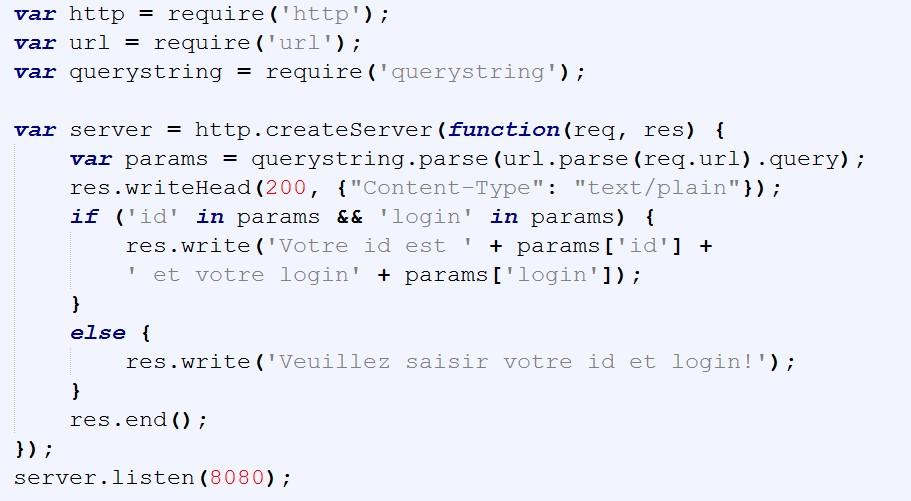 var http = require('http');
var url = require('url');
var querystring = require('querystring');
var server = http.createServer(function(req, res) {
    var params = querystring.parse(url.parse(req.url).query);
    res.writeHead(200, {"Content-Type": "text/plain"});
    if ('id' in params && 'login' in params) {
        res.write('Votre id est ' + params['id'] +
        ' et votre login' + params['login']);
    }
    else {
        res.write('Veuillez saisir votre id et login!');
    }
    res.end();
});
server.listen(8080);